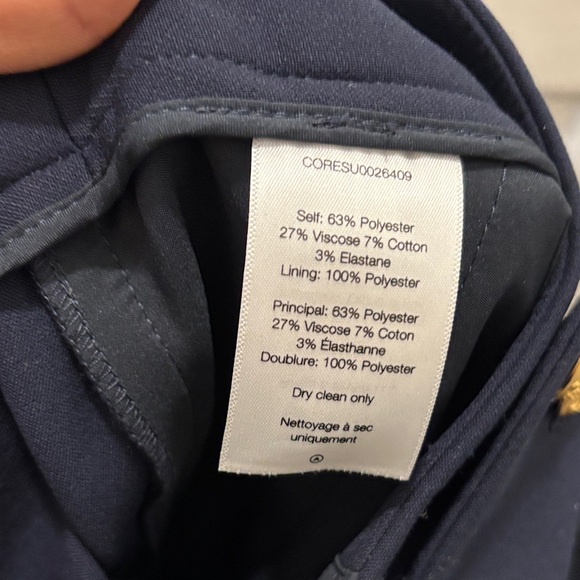 CORESU0026409
Self: 63% Polyester
27% Viscose 7% Cotton
3% Elastane
Lining: 100% Polyester
Principal: 63% Polyester
27% Viscose 7% Coton
3% Élasthanne
Doublure: 100% Polyester
Dry clean only
Nettoyage à sec
uniquement